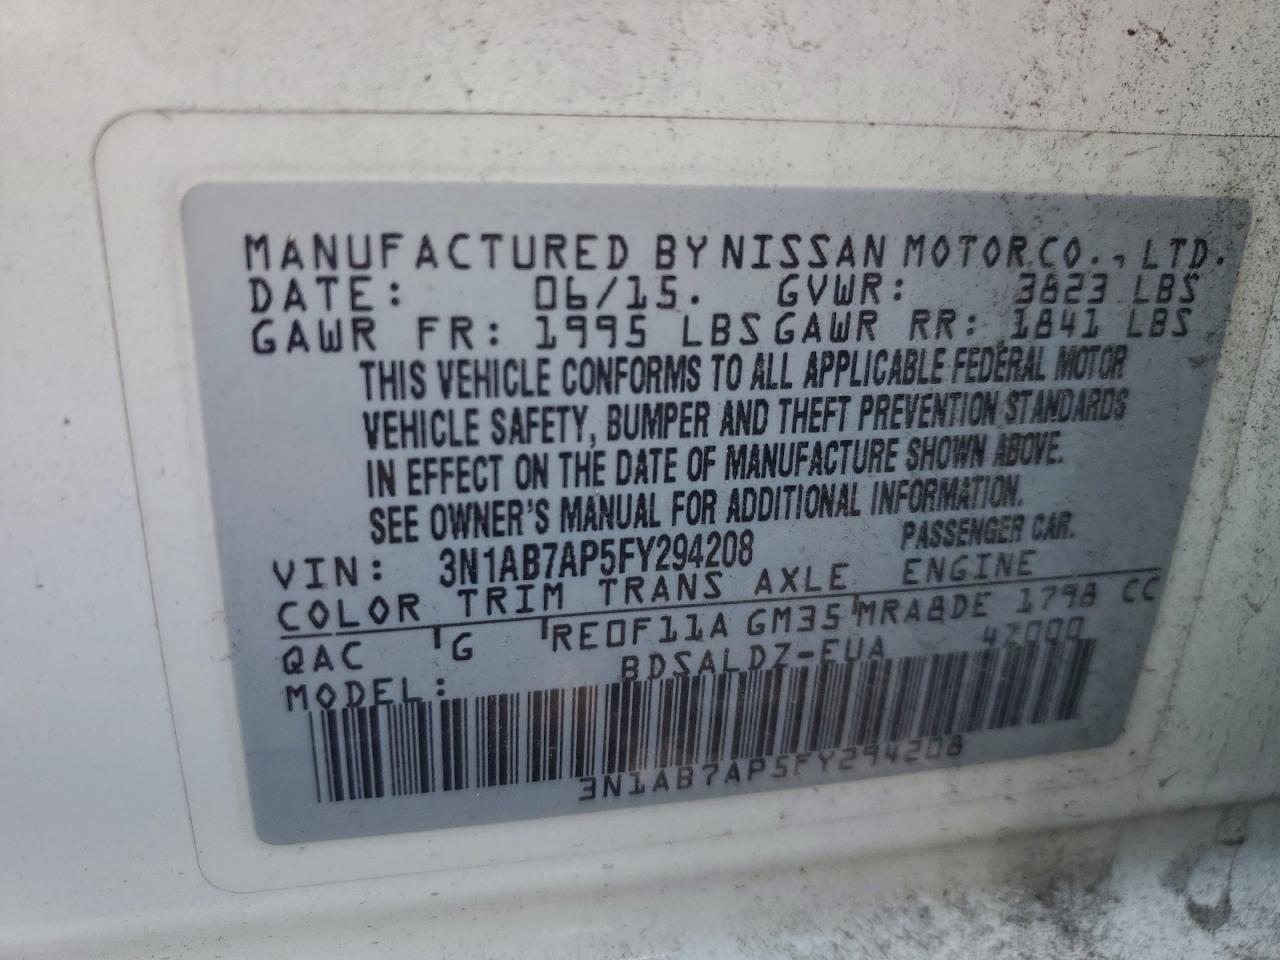 MANUFACTURED BY NISSAN MOTOR CO., LTD.
DATE: 06/15. GVWR: 3823 LBS
GAWR FR: 1995 LBS GAWR RR: 1841 LBS
THIS VEHICLE CONFORMS TO ALL APPLICABLE FEDERAL MOTOR
VEHICLE SAFETY, BUMPER AND THEFT PREVENTION STANDARDS
IN EFFECT ON THE DATE OF MANUFACTURE SHOWN ABOVE.
SEE OWNER'S MANUAL FOR ADDITIONAL INFORMATION.
VIN: 3N1AB7AP5FY294208 PASSENGER CAR.
COLOR TRIM TRANS AXLE ENGINE
QAC G RE0F11A GM35 MRA8DE 1798 CC
MODEL: BDSALDZ-EUA 4Z000
3N1AB7AP5FY294208